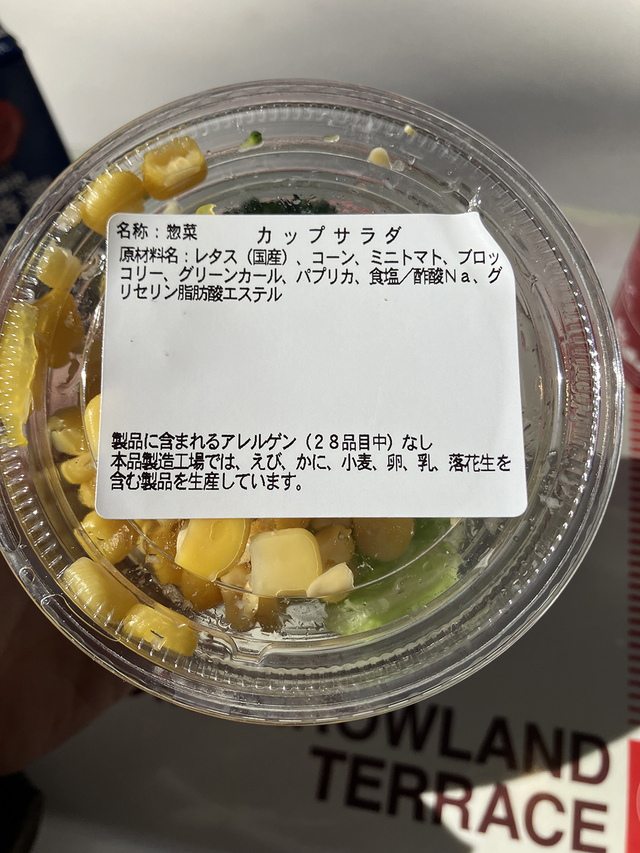 名称：惣菜　　カップサラダ
原材料名：レタス（国産）、コーン、ミニトマト、ブロッ
コリー、グリーンカール、パプリカ、食塩／酢酸Ｎａ、グ
リセリン脂肪酸エステル
製品に含まれるアレルゲン（２８品目中）なし
本品製造工場では、えび、かに、小麦、卵、乳、落花生を
含む製品を生産しています。
TERRACE